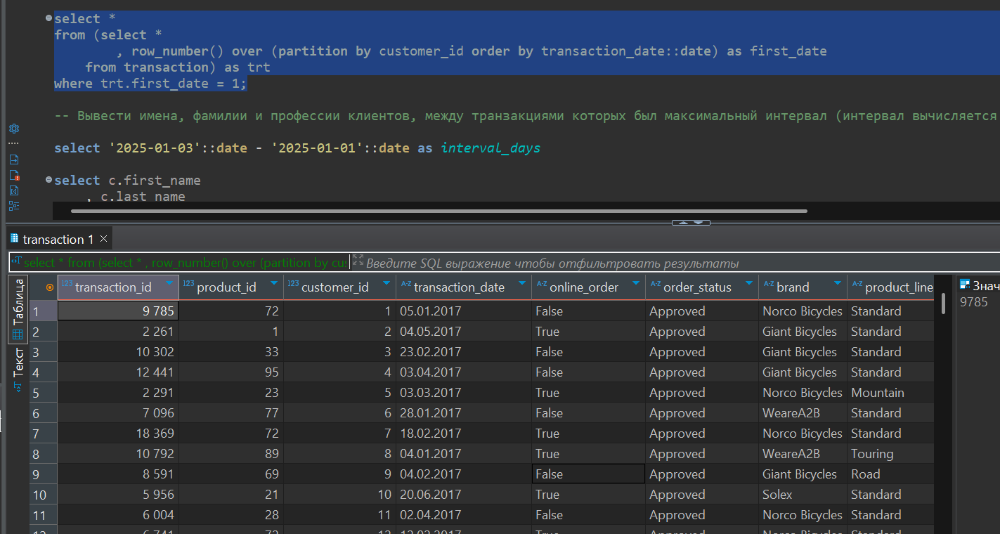 select *
from (select *
, row_number() over (partition by customer_id order by transaction_date::date) as first_date
from transaction) as trt
where trt.first_date = 1;
-- Вывести имена, фамилии и профессии клиентов, между транзакциями которых был максимальный интервал (интервал вычисляется
select '2025-01-03'::date - '2025-01-01'::date as interval_days
select c.first_name
, c.last_name
transaction 1
select * from (select * , row_number() over (partition by cus Введите SQL выражение чтобы отфильтровать результаты
Таблица
Текст
123 transaction_id 123 product_id 123 customer_id A-Z transaction_date A-Z online_order A-Z order_status A-Z brand A-Z product_line
1 9 785 72 1 05.01.2017 False Approved Norco Bicycles Standard
2 2 261 1 2 04.05.2017 True Approved Giant Bicycles Standard
3 10 302 33 3 23.02.2017 False Approved Giant Bicycles Standard
4 12 441 95 4 03.04.2017 False Approved Giant Bicycles Standard
5 2 291 23 5 03.03.2017 True Approved Norco Bicycles Mountain
6 7 096 77 6 28.01.2017 False Approved WeareA2B Standard
7 18 369 72 7 18.02.2017 True Approved Norco Bicycles Standard
8 10 792 89 8 04.01.2017 True Approved WeareA2B Touring
9 8 591 69 9 04.02.2017 False Approved Giant Bicycles Road
10 5 956 21 10 20.06.2017 True Approved Solex Standard
11 6 004 28 11 02.04.2017 False Approved Norco Bicycles Standard
Знач
9785